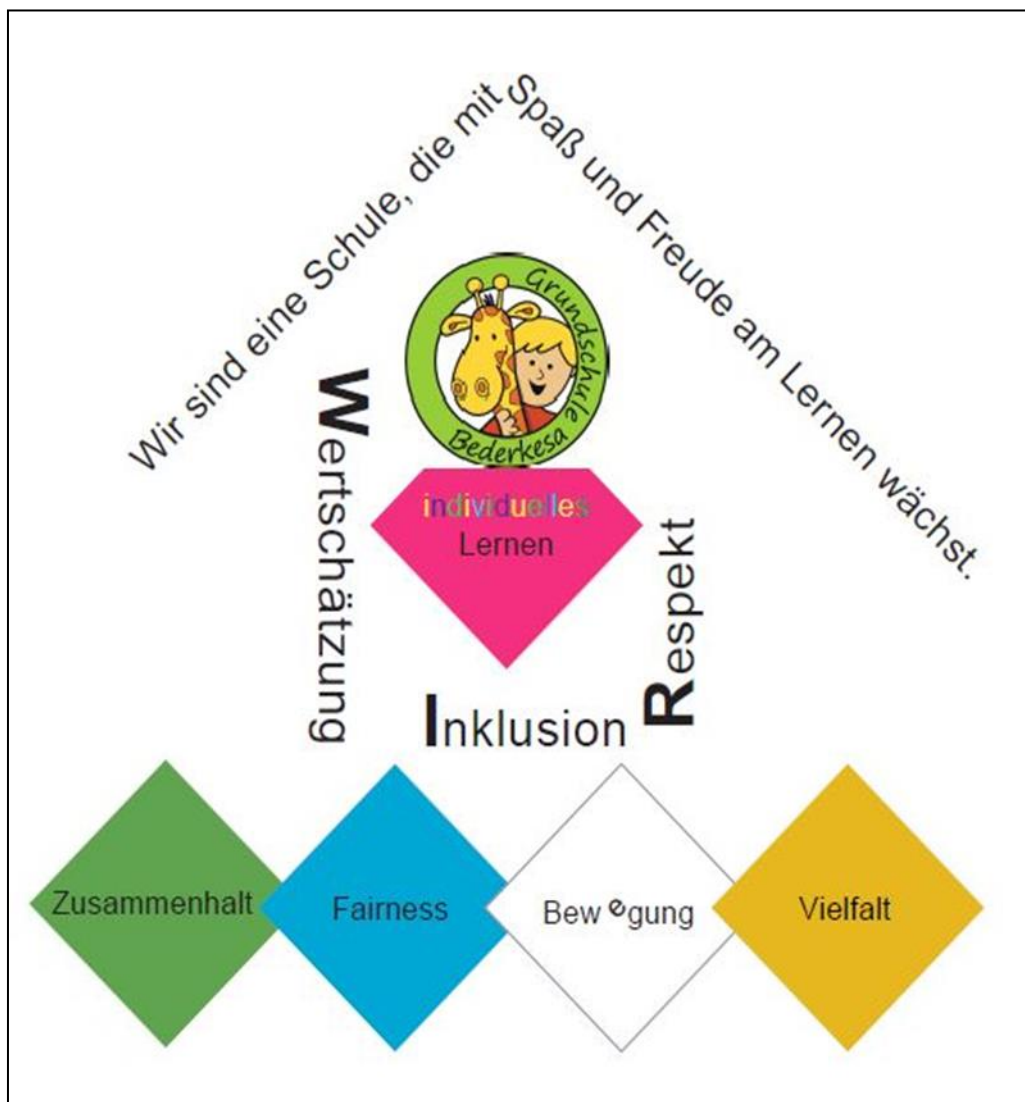 Wir sind eine Schule, die mit
Spaß und Freude am Lernen wächst.
Grundschule
Bederkesa
individuelles
Lernen
Wertschätzung
Inklusion
Respekt
Zusammenhalt
Fairness
Bewegung
Vielfalt